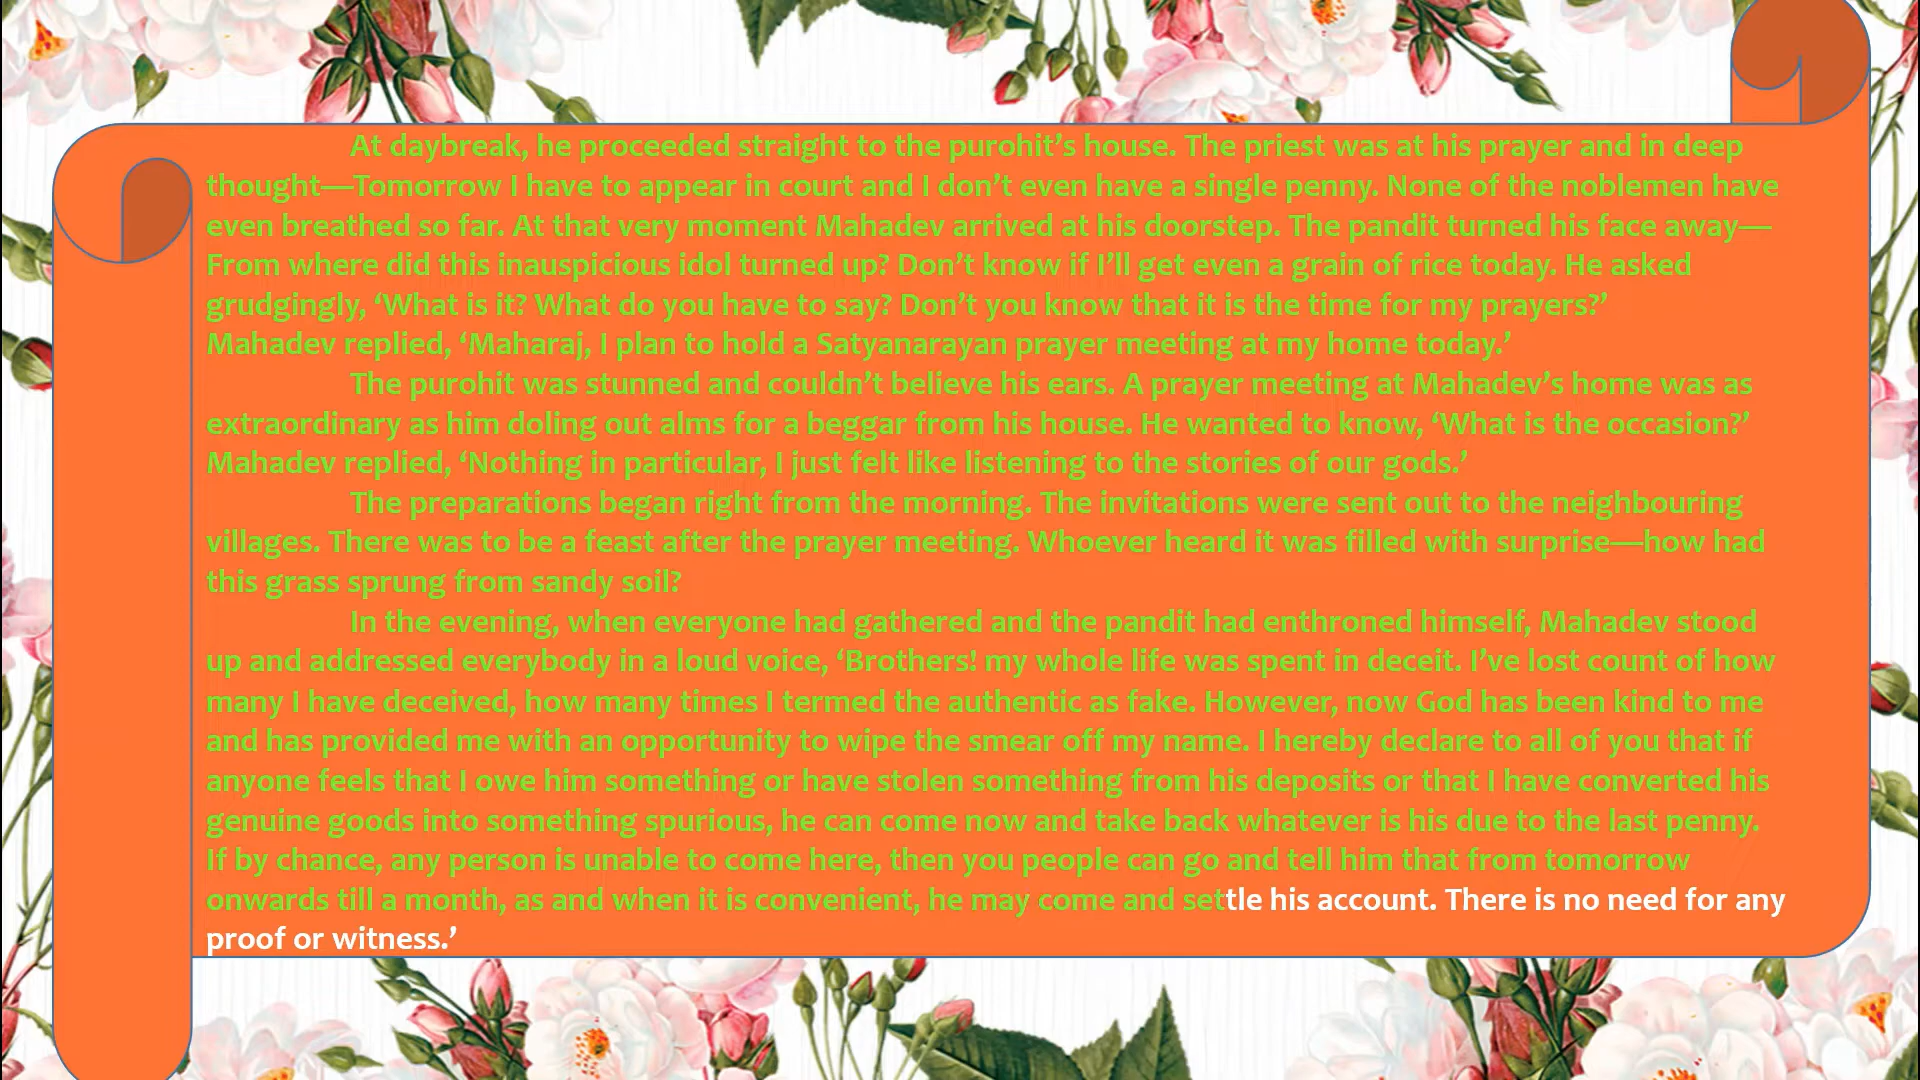 At daybreak, he proceeded straight to the purohit’s house. The priest was at his prayer and in deep
thought—Tomorrow I have to appear in court and I don’t even have a single penny. None of the noblemen have
even breathed so far. At that very moment Mahadev arrived at his doorstep. The pandit turned his face away—
From where did this inauspicious idol turned up? Don’t know if I’ll get even a grain of rice today. He asked
grudgingly, ‘What is it? What do you have to say? Don’t you know that it is the time for my prayers?’
Mahadev replied, ‘Maharaj, I plan to hold a Satyanarayan prayer meeting at my home today.’
The purohit was stunned and couldn’t believe his ears. A prayer meeting at Mahadev’s home was as
extraordinary as him doling out alms for a beggar from his house. He wanted to know, ‘What is the occasion?’
Mahadev replied, ‘Nothing in particular, I just felt like listening to the stories of our gods.’
The preparations began right from the morning. The invitations were sent out to the neighbouring
villages. There was to be a feast after the prayer meeting. Whoever heard it was filled with surprise—how had
this grass sprung from sandy soil?
In the evening, when everyone had gathered and the pandit had enthroned himself, Mahadev stood
up and addressed everybody in a loud voice, ‘Brothers! my whole life was spent in deceit. I’ve lost count of how
many I have deceived, how many times I termed the authentic as fake. However, now God has been kind to me
and has provided me with an opportunity to wipe the smear off my name. I hereby declare to all of you that if
anyone feels that I owe him something or have stolen something from his deposits or that I have converted his
genuine goods into something spurious, he can come now and take back whatever is his due to the last penny.
If by chance, any person is unable to come here, then you people can go and tell him that from tomorrow
onwards till a month, as and when it is convenient, he may come and settle his account. There is no need for any
proof or witness.’